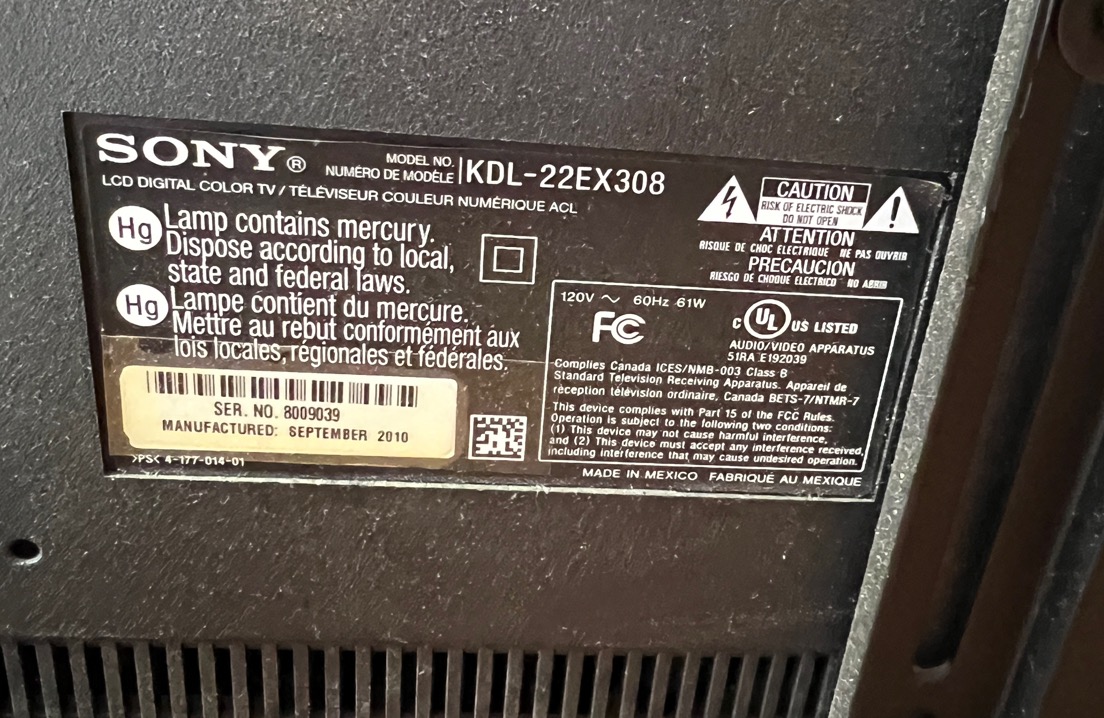 SONY®
MODEL NO.
NUMÉRO DE MODÈLE
KDL-22EX308
LCD DIGITAL COLOR TV / TÉLÉVISEUR COULEUR NUMÉRIQUE ACL
Hg
Lamp contains mercury.
Dispose according to local,
state and federal laws.
Hg
Lampe contient du mercure.
Mettre au rebut conformément aux
lois locales, régionales et fédérales.
SER. NO. 8009039
MANUFACTURED: SEPTEMBER 2010
>PS< 4-177-014-01
CAUTION
RISK OF ELECTRIC SHOCK
DO NOT OPEN
ATTENTION
RISQUE DE CHOC ELECTRIQUE NE PAS OUVRIR
PRECAUCION
RIESGO DE CHOQUE ELECTRICO NO ABRIR
120V ~ 60Hz 61W
FC
C UL US LISTED
AUDIO/VIDEO APPARATUS
51RA E192039
Complies Canada ICES/NMB-003 Class B
Standard Television Receiving Apparatus. Appareil de
réception télévision ordinaire, Canada BETS-7/NTMR-7
This device complies with Part 15 of the FCC Rules.
Operation is subject to the following two conditions:
(1) This device may not cause harmful interference,
and (2) This device must accept any interference received,
including interference that may cause undesired operation.
MADE IN MEXICO FABRIQUÉ AU MEXIQUE